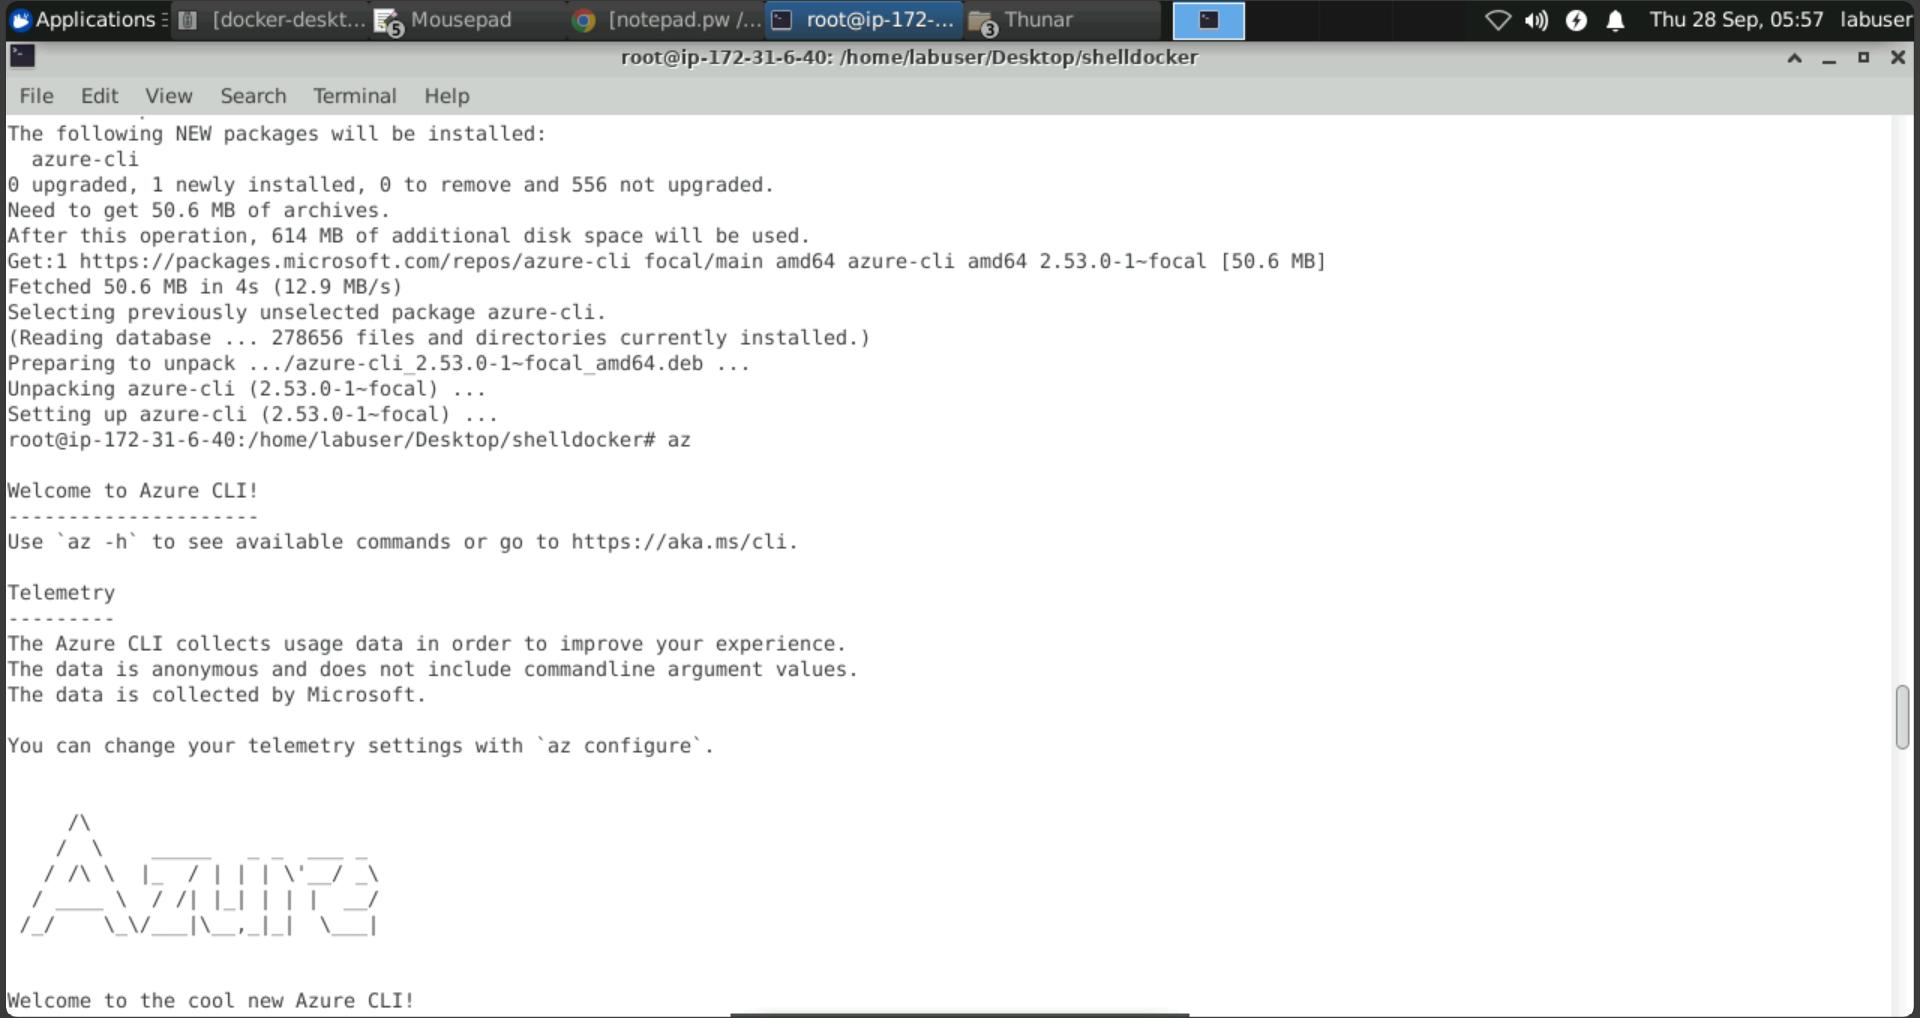 Applications
[docker-deskt...
5
Mousepad
[notepad.pw /...
root@ip-172-...
3
Thunar
Thu 28 Sep, 05:57
labuser
root@ip-172-31-6-40: /home/labuser/Desktop/shelldocker
File Edit View Search Terminal Help
The following NEW packages will be installed:
  azure-cli
0 upgraded, 1 newly installed, 0 to remove and 556 not upgraded.
Need to get 50.6 MB of archives.
After this operation, 614 MB of additional disk space will be used.
Get:1 https://packages.microsoft.com/repos/azure-cli focal/main amd64 azure-cli amd64 2.53.0-1~focal [50.6 MB]
Fetched 50.6 MB in 4s (12.9 MB/s)
Selecting previously unselected package azure-cli.
(Reading database ... 278656 files and directories currently installed.)
Preparing to unpack .../azure-cli_2.53.0-1~focal_amd64.deb ...
Unpacking azure-cli (2.53.0-1~focal) ...
Setting up azure-cli (2.53.0-1~focal) ...
root@ip-172-31-6-40:/home/labuser/Desktop/shelldocker# az
Welcome to Azure CLI!
---------------------
Use `az -h` to see available commands or go to https://aka.ms/cli.
Telemetry
---------
The Azure CLI collects usage data in order to improve your experience.
The data is anonymous and does not include commandline argument values.
The data is collected by Microsoft.
You can change your telemetry settings with `az configure`.
     /\
    /  \    _____   _ _  ___ _
   / /\ \  |_  / | | | \'__/ _\
  / ____ \  / /| |_| | | |  __/
 /_/    \_\/___|\__,_|_|  \___|
Welcome to the cool new Azure CLI!